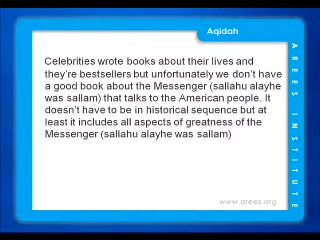 Aqidah
Celebrities wrote books about their lives and
they're bestsellers but unfortunately we don't have
a good book about the Messenger (sallahu alayhe
wa sallam) that talks to the American people. It
doesn't have to be in historical sequence but at
least it includes all aspects of greatness of the
Messenger (sallahu alayhe was sallam)
AREES INSTITUTE
www.arees.org